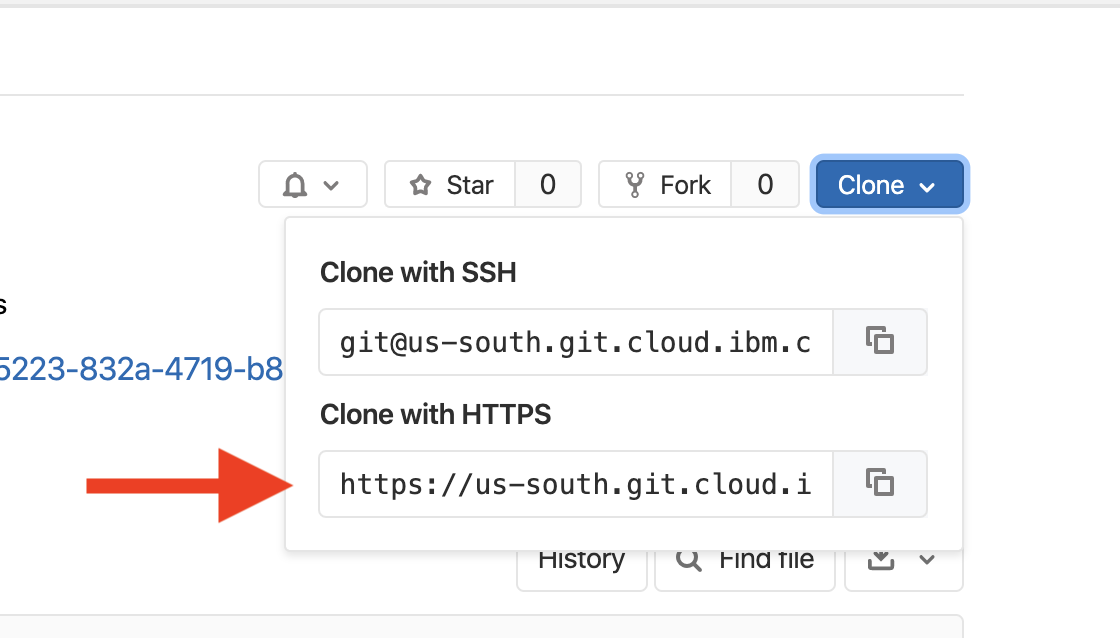 Star 0 Fork 0 Clone
Clone with SSH
s
git@us-south.git.cloud.ibm.c
5223-832a-4719-b8
Clone with HTTPS
https://us-south.git.cloud.i
History Find file